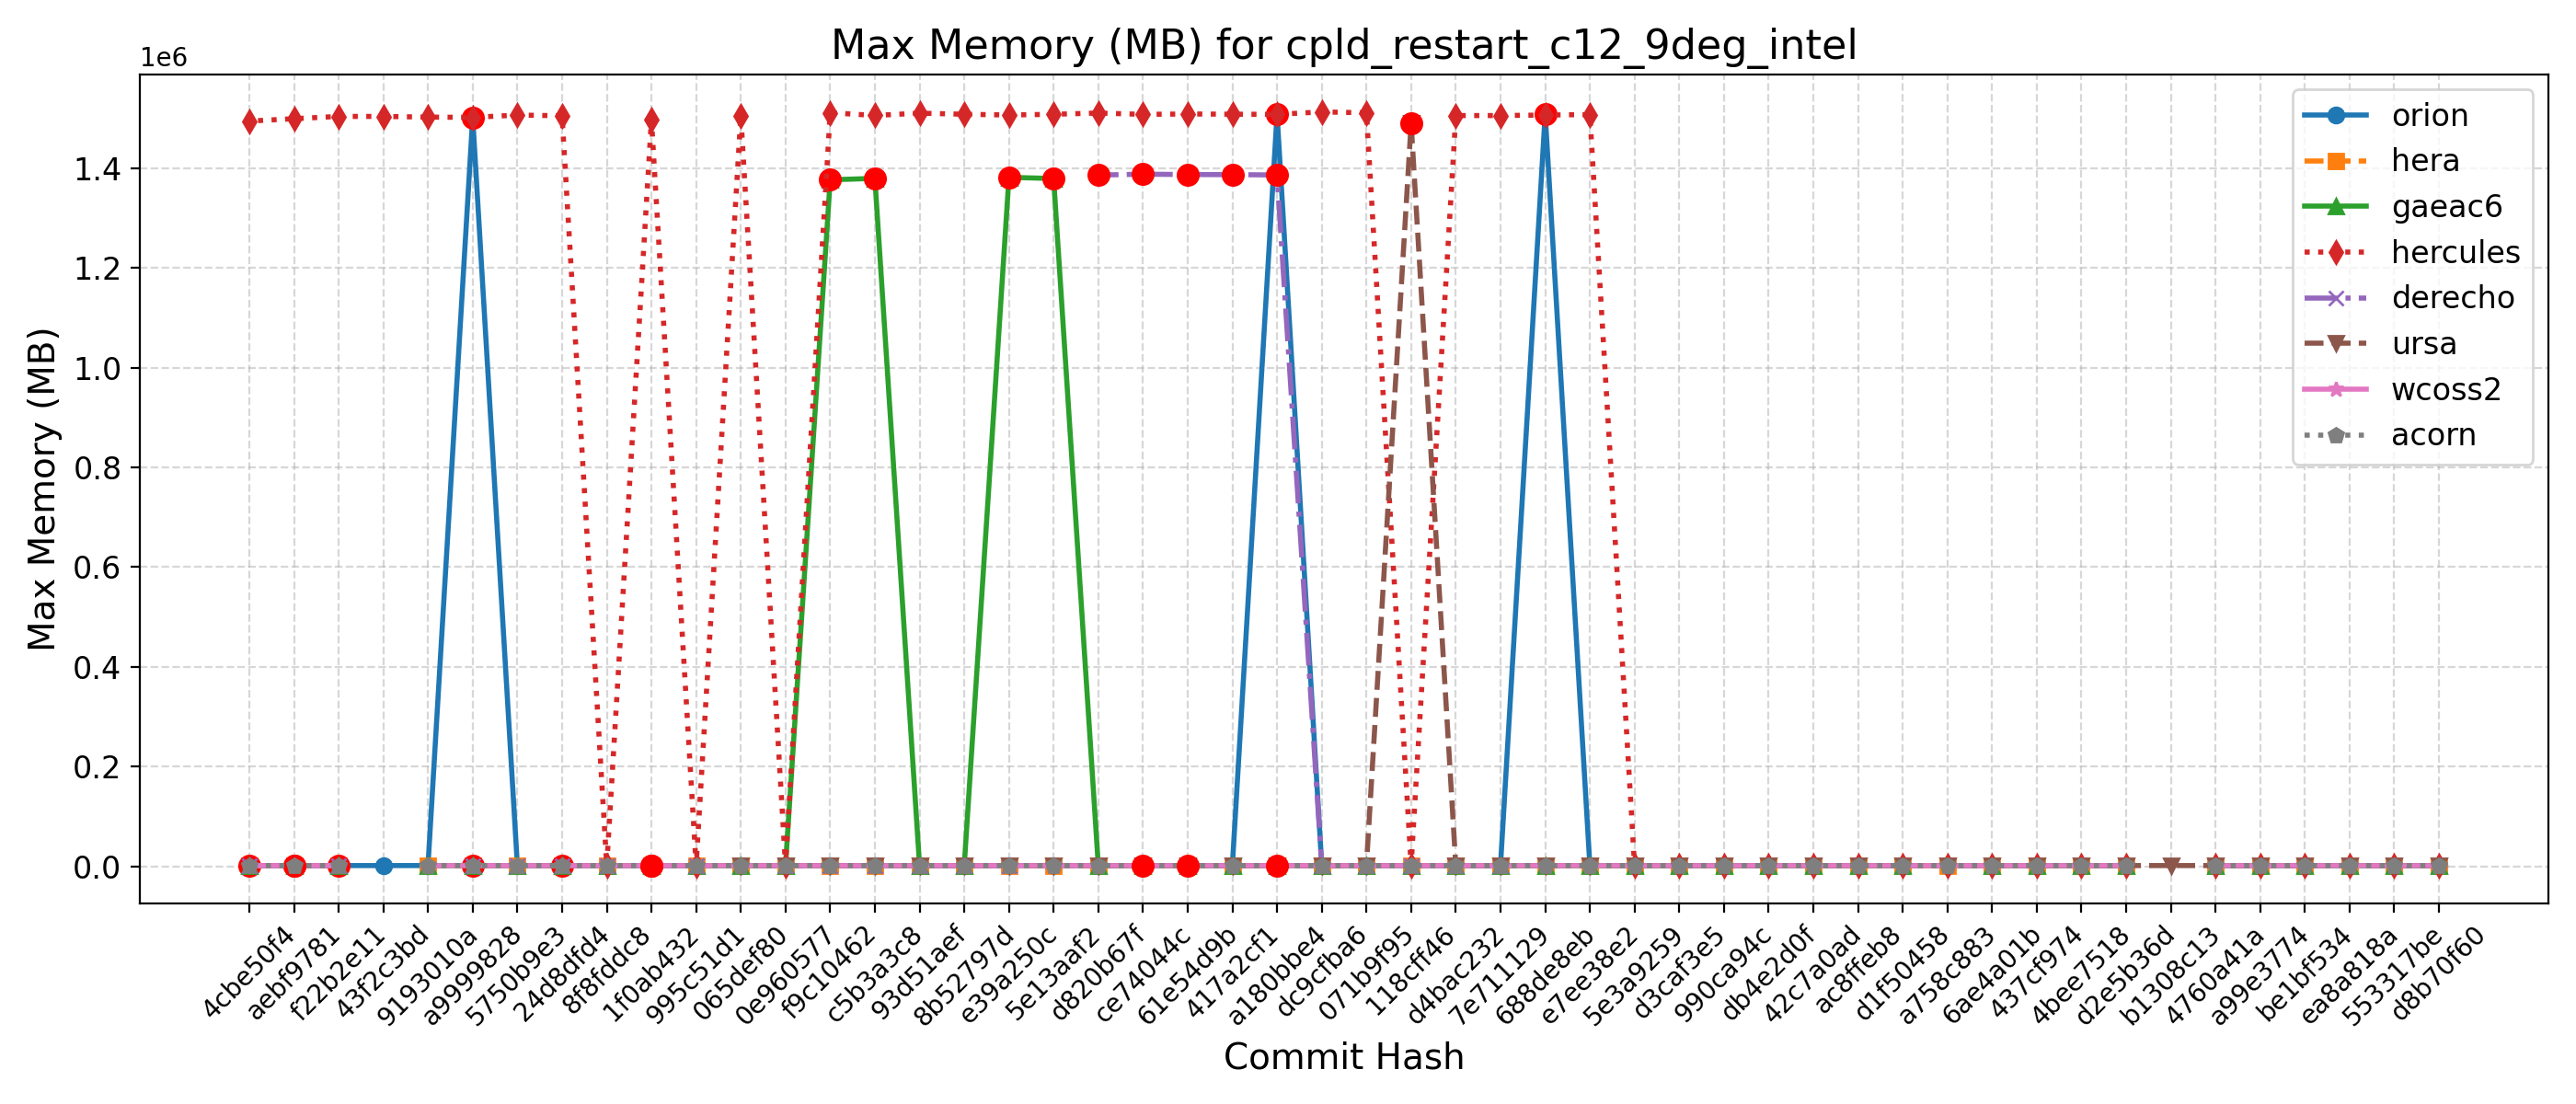 Max Memory (MB) for cpld_restart_c12_9deg_intel
1e6
1.4
1.2
1.0
0.8
0.6
0.4
0.2
0.0
Max Memory (MB)
orion
hera
gaeac6
hercules
derecho
ursa
wcoss2
acorn
4cbe50f4
aebf9781
f22b2e11
43f2c3bd
9193010a
a9999828
5750b9e3
24d8dfd4
8f8fddc8
1f0ab432
995c51d1
065def80
0e960577
f9c10462
c5b3a3c8
93d51aef
8b52797d
e39a250c
5e13aaf2
d820b67f
ce74044c
61e54d9b
417a2cf1
a180bbe4
dc9cfba6
071b9f95
118cff46
d4bac232
7e711129
688de8eb
e7ee38e2
5e3a9259
d3caf3e5
990ca94c
db4e2d0f
42c7a0ad
ac8ffeb8
d1f50458
a758c883
6ae4a01b
437cf974
4bee7518
d2e5b36d
b1308c13
4760a41a
a99e3774
be1bf534
ea8a818a
553317be
d8b70f60
Commit Hash